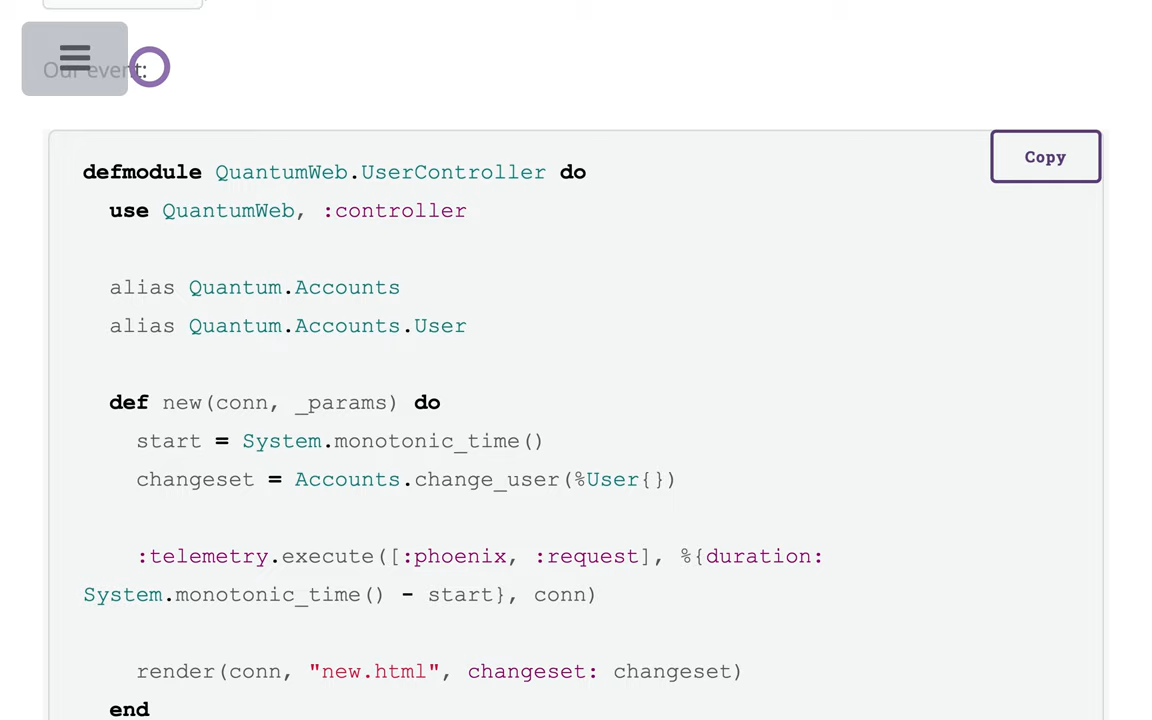 Our event:
Copy
defmodule QuantumWeb.UserController do
use QuantumWeb, :controller
alias Quantum.Accounts
alias Quantum.Accounts.User
def new(conn, _params) do
start = System.monotonic_time()
changeset = Accounts.change_user(%User{})
:telemetry.execute([:phoenix, :request], %{duration:
System.monotonic_time() - start}, conn)
render(conn, "new.html", changeset: changeset)
end